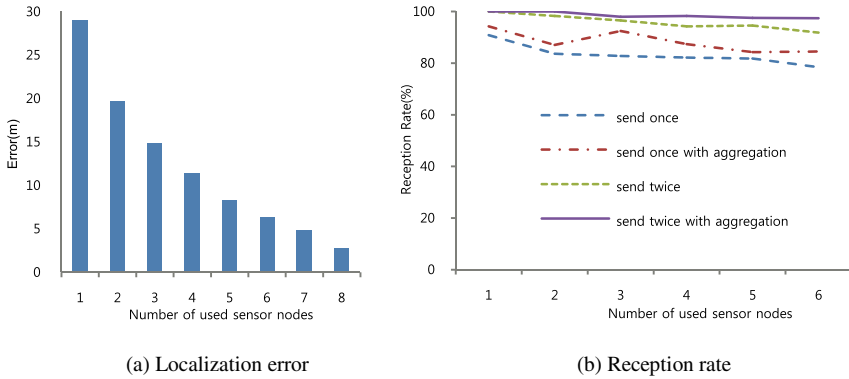 30
25
20
15
10
5
0
Error(m)
1 2 3 4 5 6 7 8
Number of used sensor nodes
(a) Localization error
100
80
60
40
20
0
Reception Rate(%)
send once
send once with aggregation
send twice
send twice with aggregation
1 2 3 4 5 6
Number of used sensor nodes
(b) Reception rate